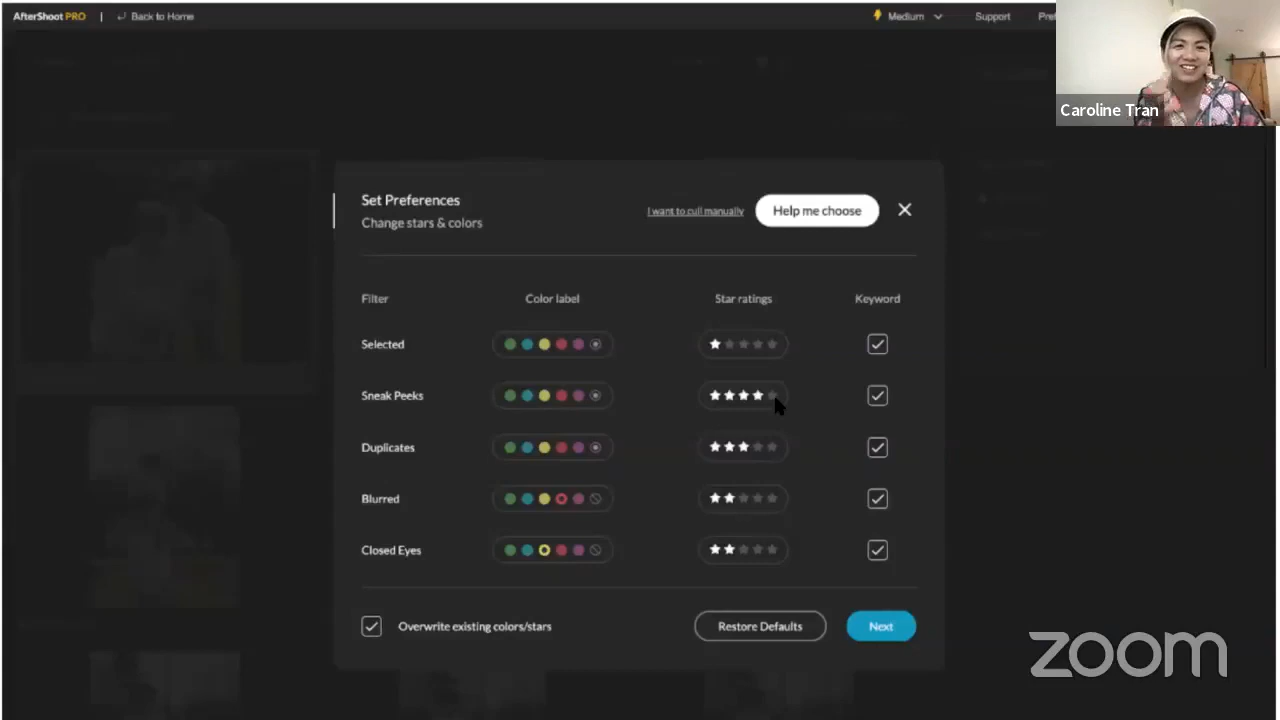 AfterShoot PRO | Back to Home
Medium
Support
Caroline Tran
Set Preferences
Change stars & colors
I want to cull manually
Help me choose
Filter
Color label
Star ratings
Keyword
Selected
Sneak Peeks
Duplicates
Blurred
Closed Eyes
Overwrite existing colors/stars
Restore Defaults
Next
zoom